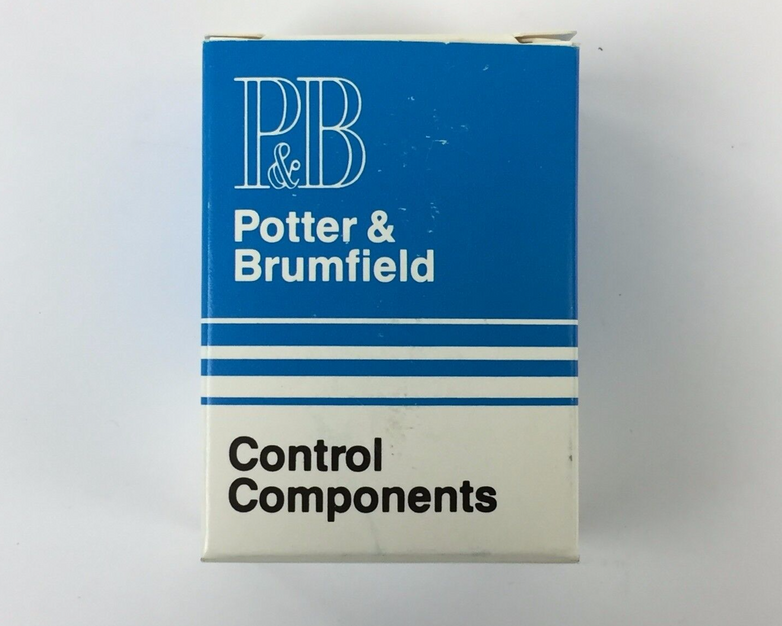 P&B
Potter &
Brumfield
Control
Components